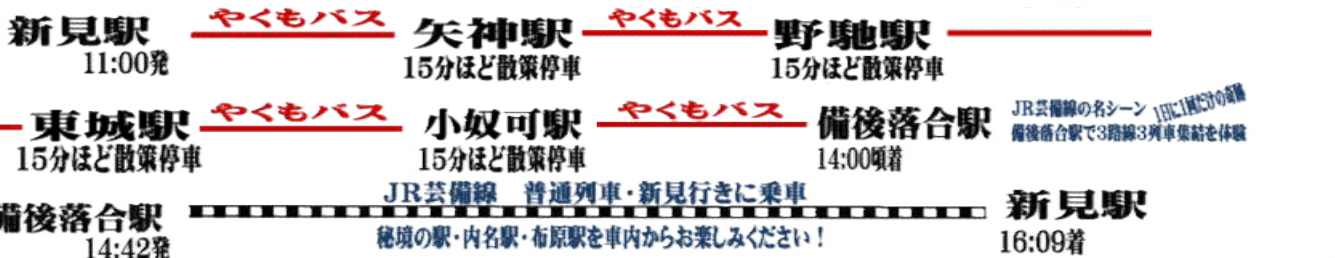 新見駅 やくもバス 矢神駅 やくもバス 野馳駅
11:00発 15分ほど散策停車 15分ほど散策停車
東城駅 やくもバス 小奴可駅 やくもバス 備後落合駅 JR芸備線の名シーン 1日に1回だけの奇跡
備後落合駅で3路線3列車集結を体験
15分ほど散策停車 15分ほど散策停車 14:00頃着
JR芸備線 普通列車・新見行きに乗車
備後落合駅 新見駅
14:42発 秘境の駅・内名駅・布原駅を車内からお楽しみください! 16:09着